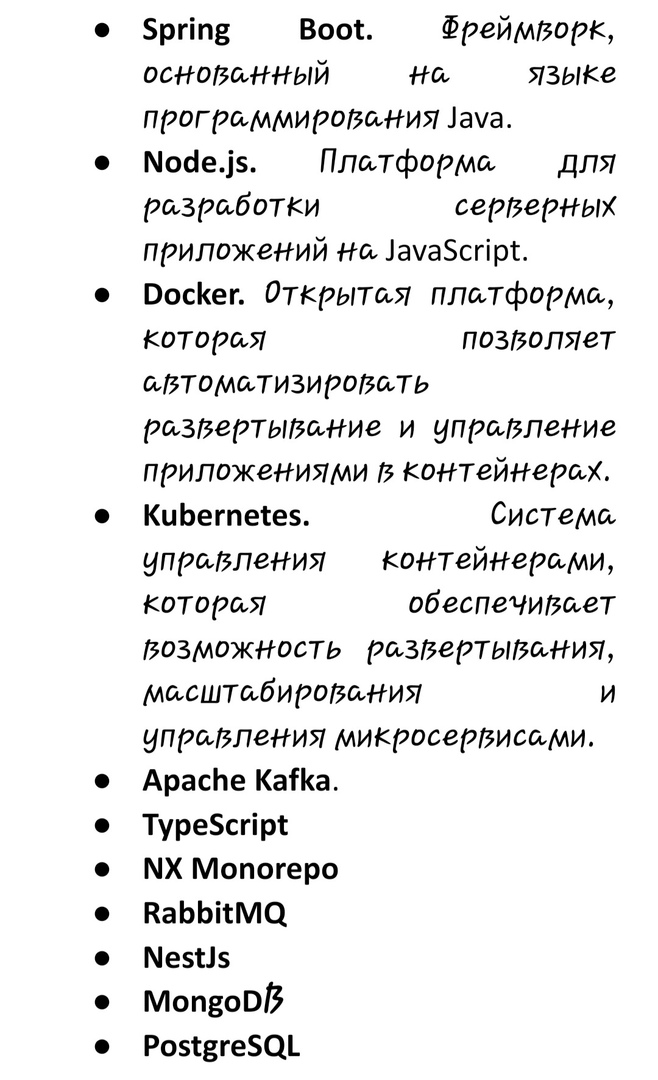 ● Spring Boot. Фреймворк,
основанный на языке
программирования Java.
● Node.js. Платформа для
разработки серверных
приложений на JavaScript.
● Docker. Открытая платформа,
которая позволяет
автоматизировать
развертывание и управление
приложениями в контейнерах.
● Kubernetes. Система
управления контейнерами,
которая обеспечивает
возможность развертывания,
масштабирования и
управления микросервисами.
● Apache Kafka.
● TypeScript
● NX Monorepo
● RabbitMQ
● NestJs
● MongoDВ
● PostgreSQL